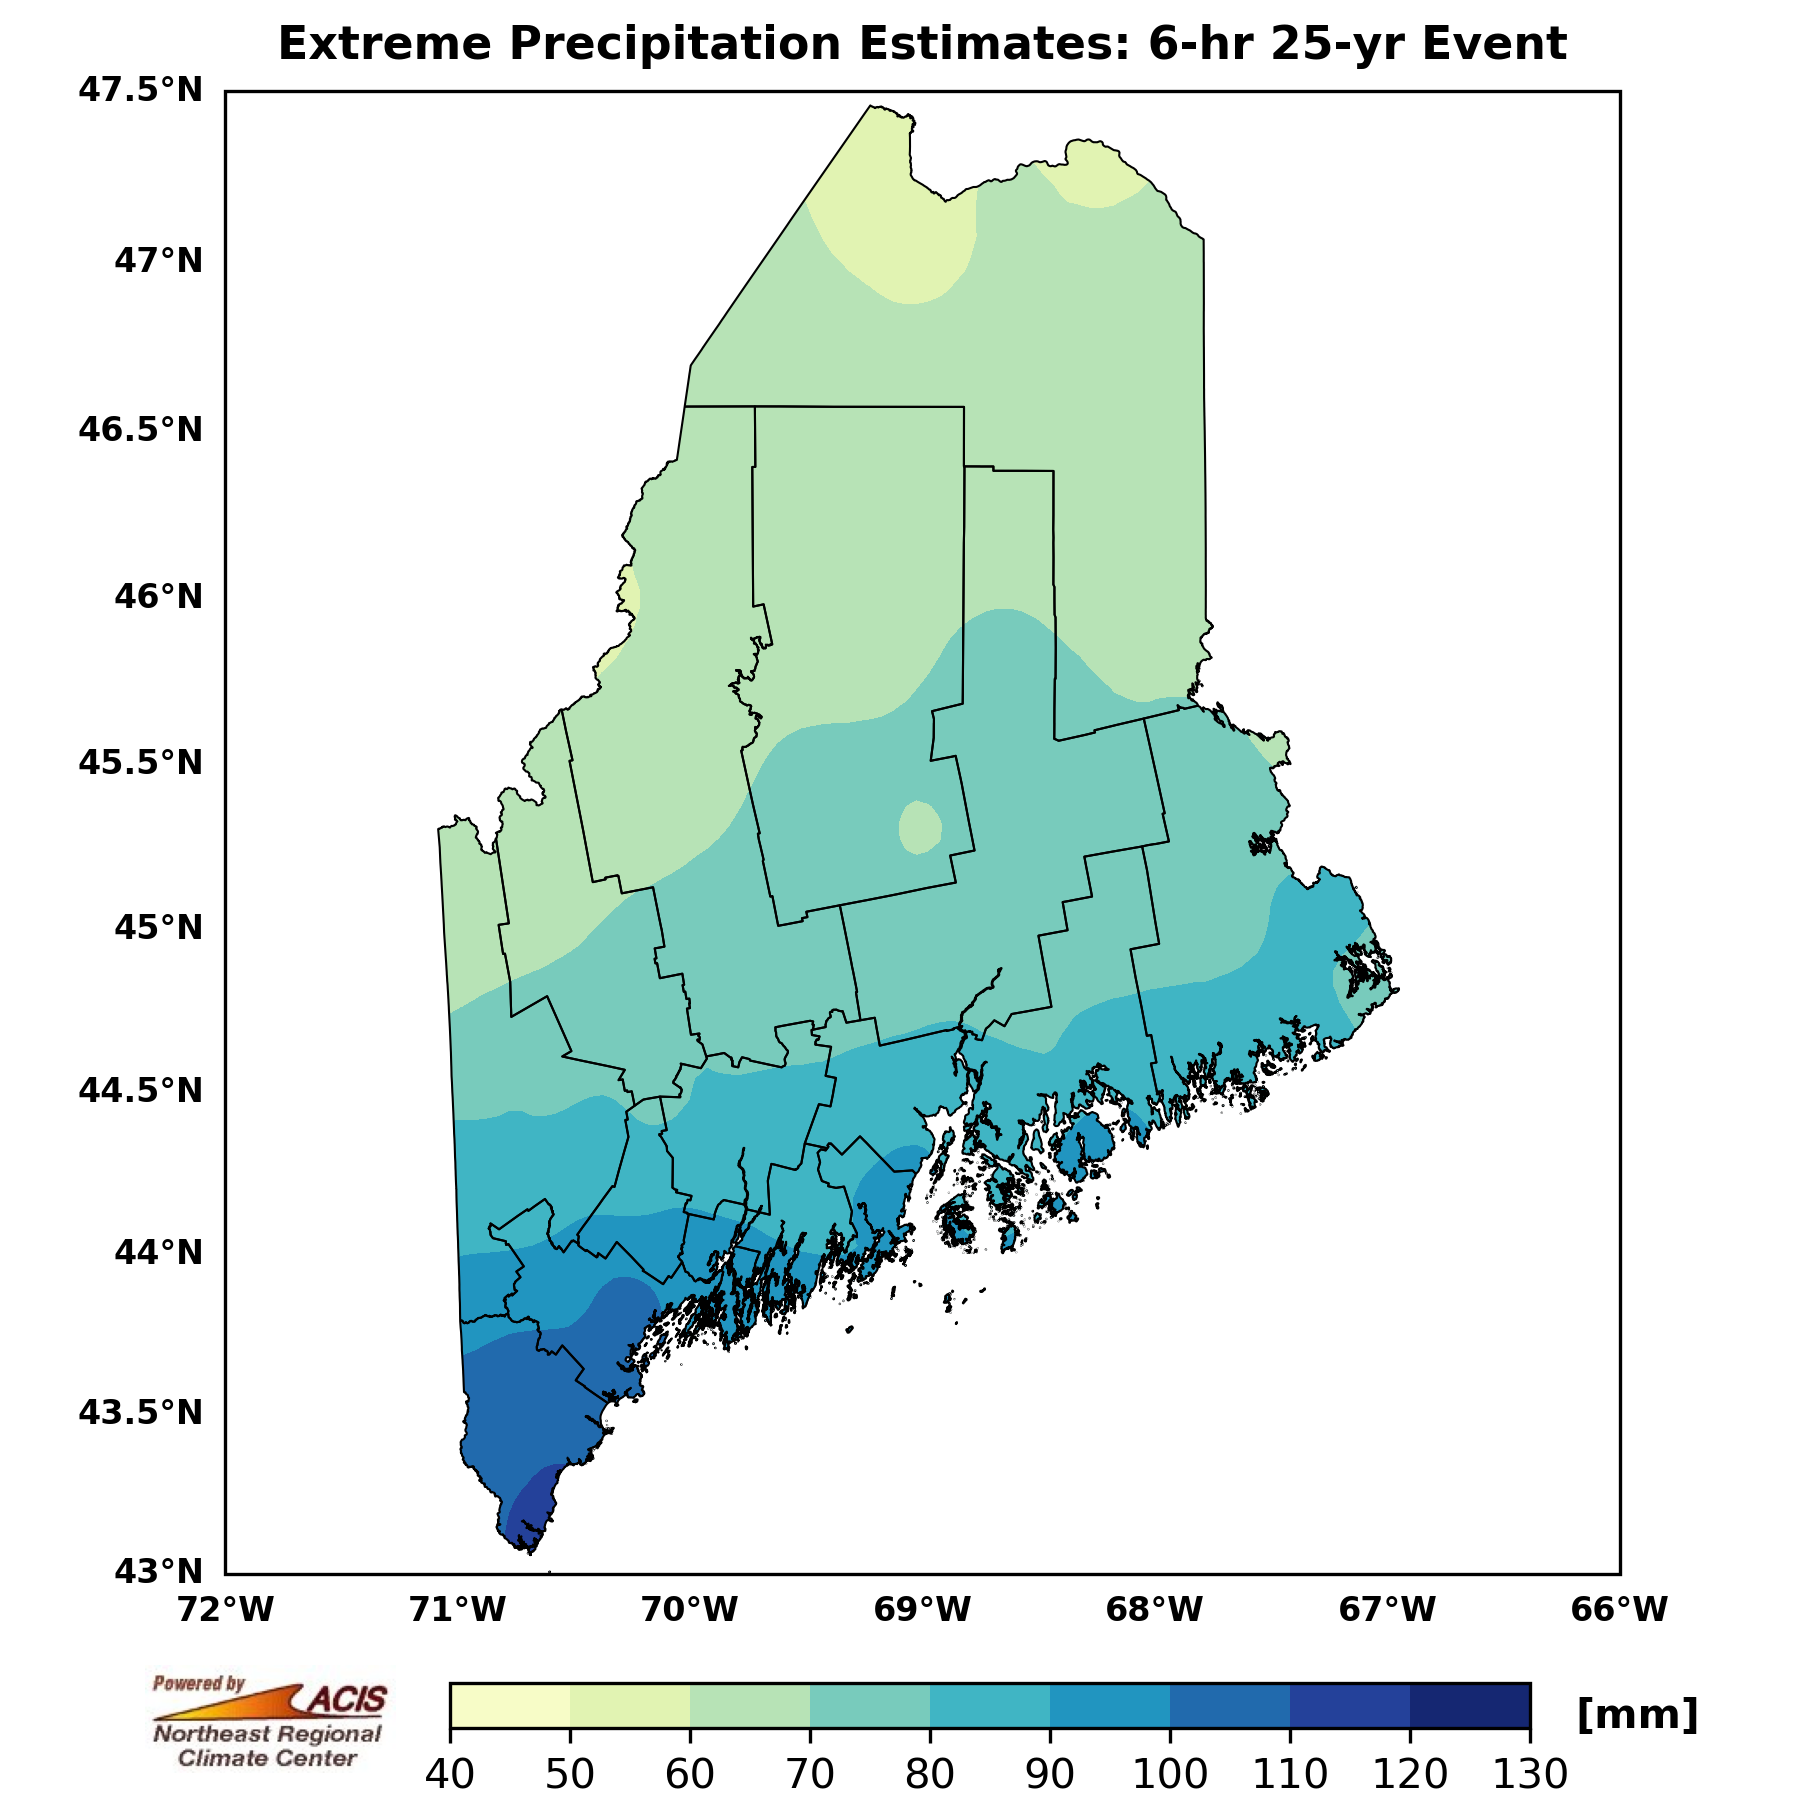 Extreme Precipitation Estimates: 6-hr 25-yr Event
47.5°N
47°N
46.5°N
46°N
45.5°N
45°N
44.5°N
44°N
43.5°N
43°N
72°W 71°W 70°W 69°W 68°W 67°W 66°W
Powered by
ACIS
Northeast Regional
Climate Center
[mm]
40 50 60 70 80 90 100 110 120 130